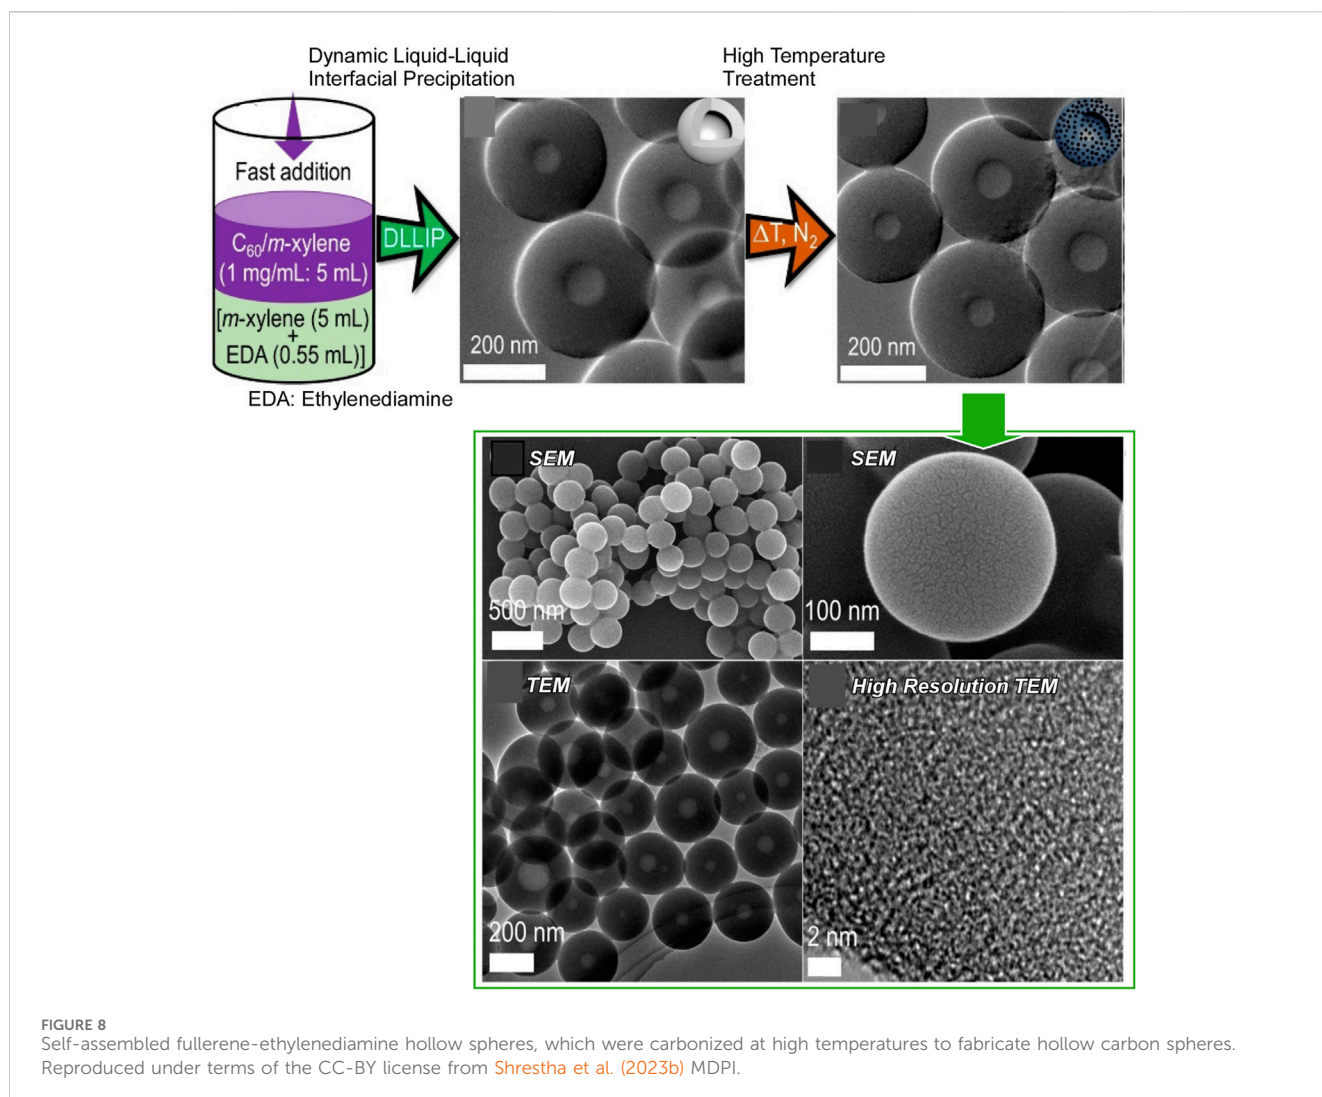 Dynamic Liquid-Liquid
Interfacial Precipitation
High Temperature
Treatment
Fast addition
C60/m-xylene
(1 mg/mL: 5 mL)
[m-xylene (5 mL)
+
EDA (0.55 mL)]
EDA: Ethylenediamine
DLLIP
200 nm
ΔT, N2
200 nm
SEM
500 nm
SEM
100 nm
TEM
200 nm
High Resolution TEM
2 nm
FIGURE 8
Self-assembled fullerene-ethylenediamine hollow spheres, which were carbonized at high temperatures to fabricate hollow carbon spheres.
Reproduced under terms of the CC-BY license from Shrestha et al. (2023b) MDPI.